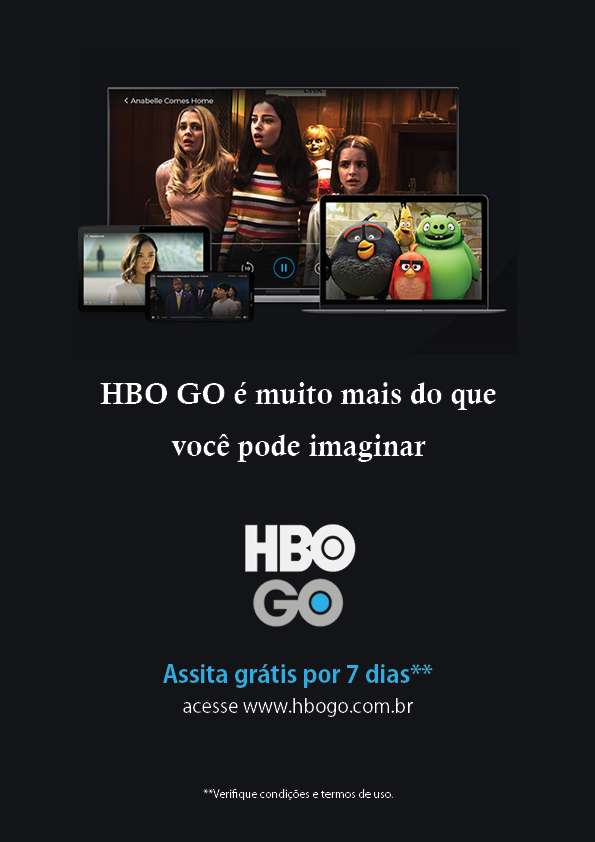 Anabelle Comes Home
10
HBO GO é muito mais do que
você pode imaginar
HBO
GO
Assita grátis por 7 dias**
acesse www.hbogo.com.br
**Verifique condições e termos de uso.